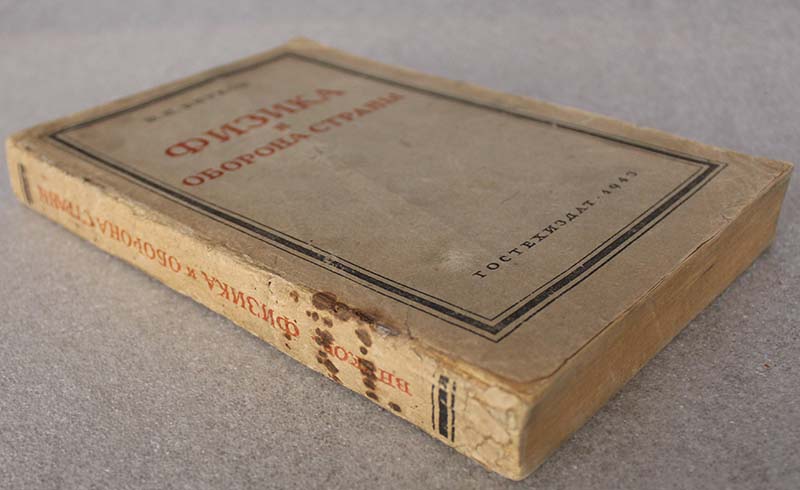 ФИЗИКА
и
ОБОРОНА СТРАНЫ
ГОСТЕХИЗДАТ · 1943
ФИЗИКА и ОБОРОНА СТРАНЫ